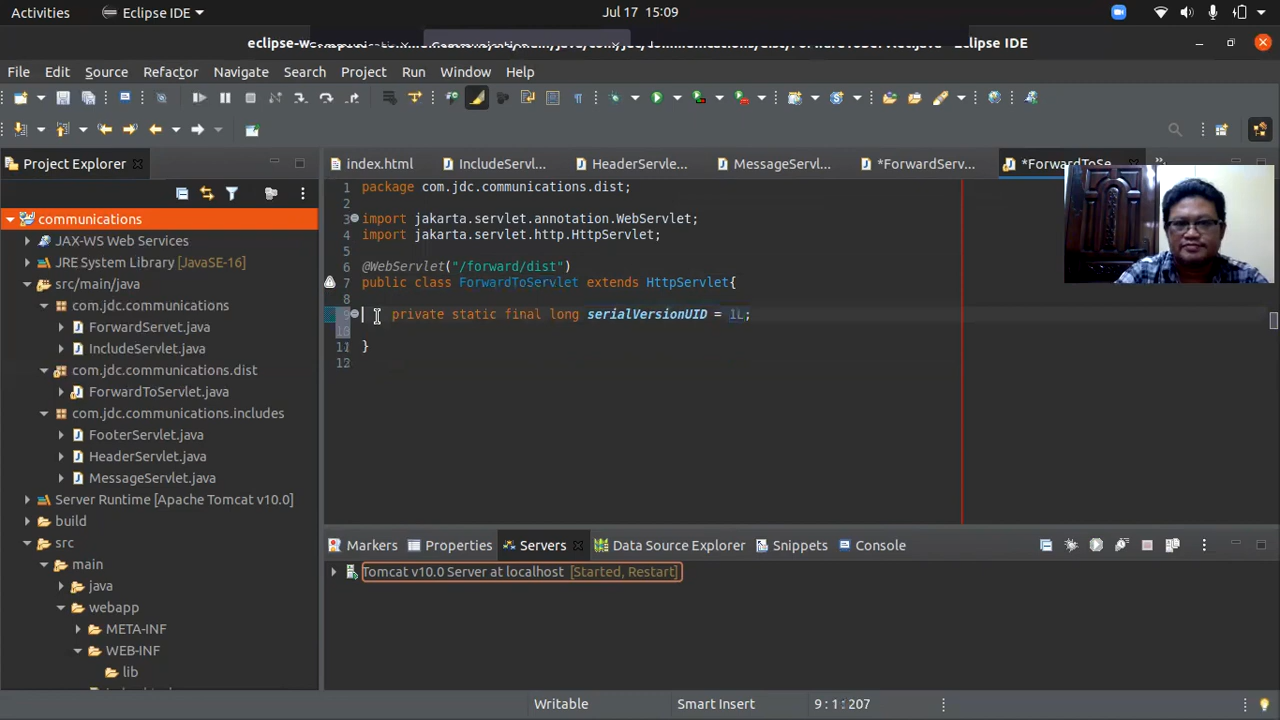 Activities
Eclipse IDE
Jul 17 15:09
Eclipse IDE
File Edit Source Refactor Navigate Search Project Run Window Help
Project Explorer
index.html
IncludeServl...
HeaderServle...
MessageServl...
*ForwardServ...
*ForwardToSe...
communications
JAX-WS Web Services
JRE System Library [JavaSE-16]
src/main/java
com.jdc.communications
ForwardServet.java
IncludeServlet.java
com.jdc.communications.dist
ForwardToServlet.java
com.jdc.communications.includes
FooterServlet.java
HeaderServlet.java
MessageServlet.java
Server Runtime [Apache Tomcat v10.0]
build
src
main
java
webapp
META-INF
WEB-INF
lib
1 package com.jdc.communications.dist;
2
3 import jakarta.servlet.annotation.WebServlet;
4 import jakarta.servlet.http.HttpServlet;
5
6 @WebServlet("/forward/dist")
7 public class ForwardToServlet extends HttpServlet{
8
9 private static final long serialVersionUID = 1L;
10
11 }
12
Markers
Properties
Servers
Data Source Explorer
Snippets
Console
Tomcat v10.0 Server at localhost [Started, Restart]
Writable
Smart Insert
9 : 1 : 207